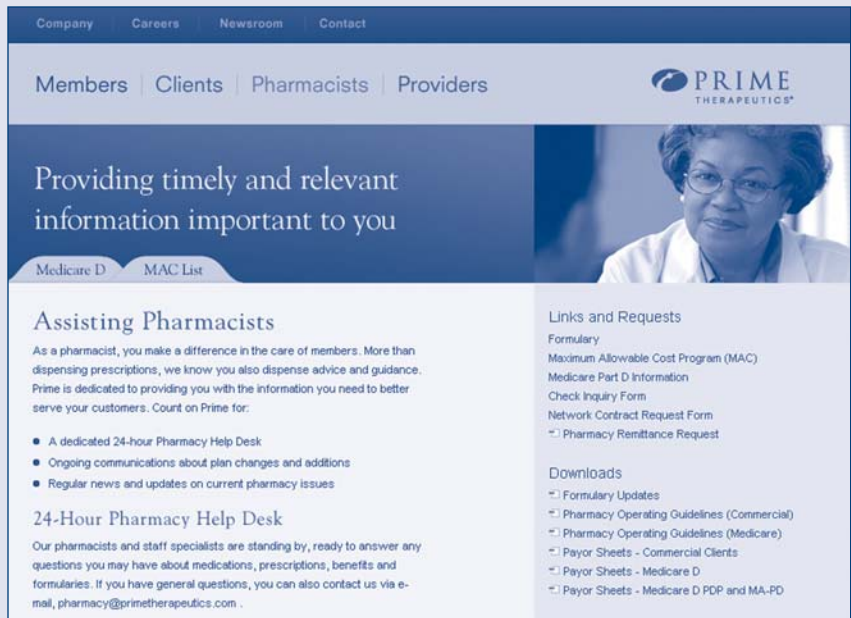 Company Careers Newsroom Contact
Members Clients Pharmacists Providers
PRIME
THERAPEUTICS®
Providing timely and relevant
information important to you
Medicare D MAC List
Assisting Pharmacists
As a pharmacist, you make a difference in the care of members. More than
dispensing prescriptions, we know you also dispense advice and guidance.
Prime is dedicated to providing you with the information you need to better
serve your customers. Count on Prime for:
A dedicated 24-hour Pharmacy Help Desk
Ongoing communications about plan changes and additions
Regular news and updates on current pharmacy issues
24-Hour Pharmacy Help Desk
Our pharmacists and staff specialists are standing by, ready to answer any
questions you may have about medications, prescriptions, benefits and
formularies. If you have general questions, you can also contact us via e-
mail, pharmacy@primetherapeutics.com .
Links and Requests
Formulary
Maximum Allowable Cost Program (MAC)
Medicare Part D Information
Check Inquiry Form
Network Contract Request Form
Pharmacy Remittance Request
Downloads
Formulary Updates
Pharmacy Operating Guidelines (Commercial)
Pharmacy Operating Guidelines (Medicare)
Payor Sheets - Commercial Clients
Payor Sheets - Medicare D
Payor Sheets - Medicare D PDP and MA-PD